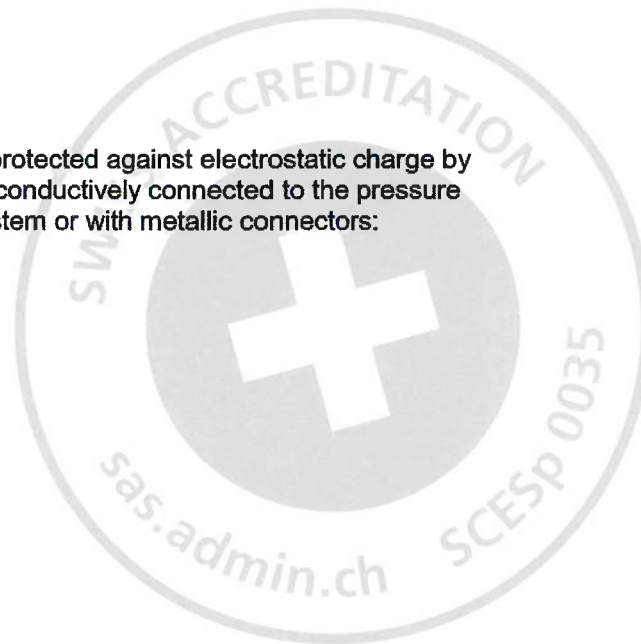 protected against electrostatic charge by
conductively connected to the pressure
stem or with metallic connectors:
SWISS ACCREDITATION
sas.admin.ch
SCESp 0035